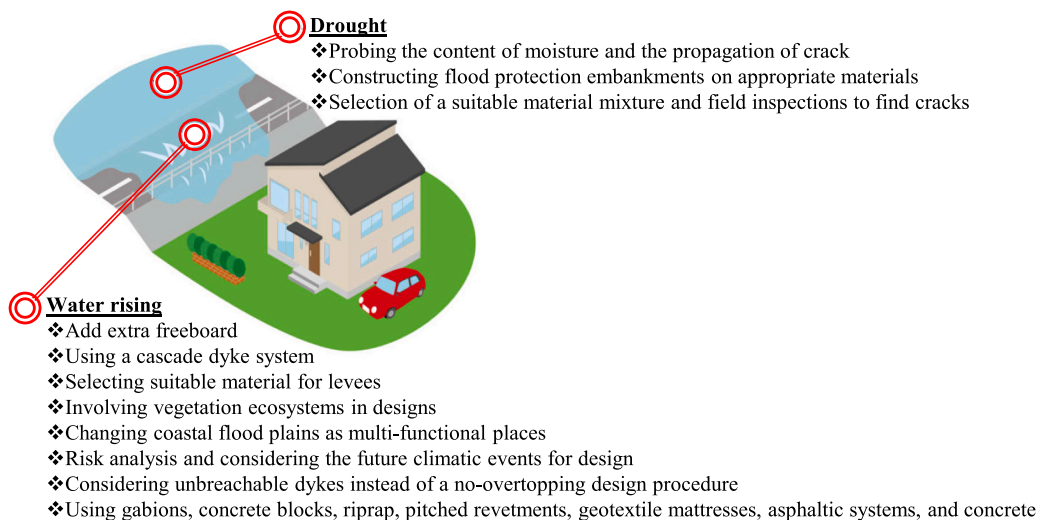 Drought
❖Probing the content of moisture and the propagation of crack
❖Constructing flood protection embankments on appropriate materials
❖Selection of a suitable material mixture and field inspections to find cracks
Water rising
❖Add extra freeboard
❖Using a cascade dyke system
❖Selecting suitable material for levees
❖Involving vegetation ecosystems in designs
❖Changing coastal flood plains as multi-functional places
❖Risk analysis and considering the future climatic events for design
❖Considering unbreachable dykes instead of a no-overtopping design procedure
❖Using gabions, concrete blocks, riprap, pitched revetments, geotextile mattresses, asphaltic systems, and concrete